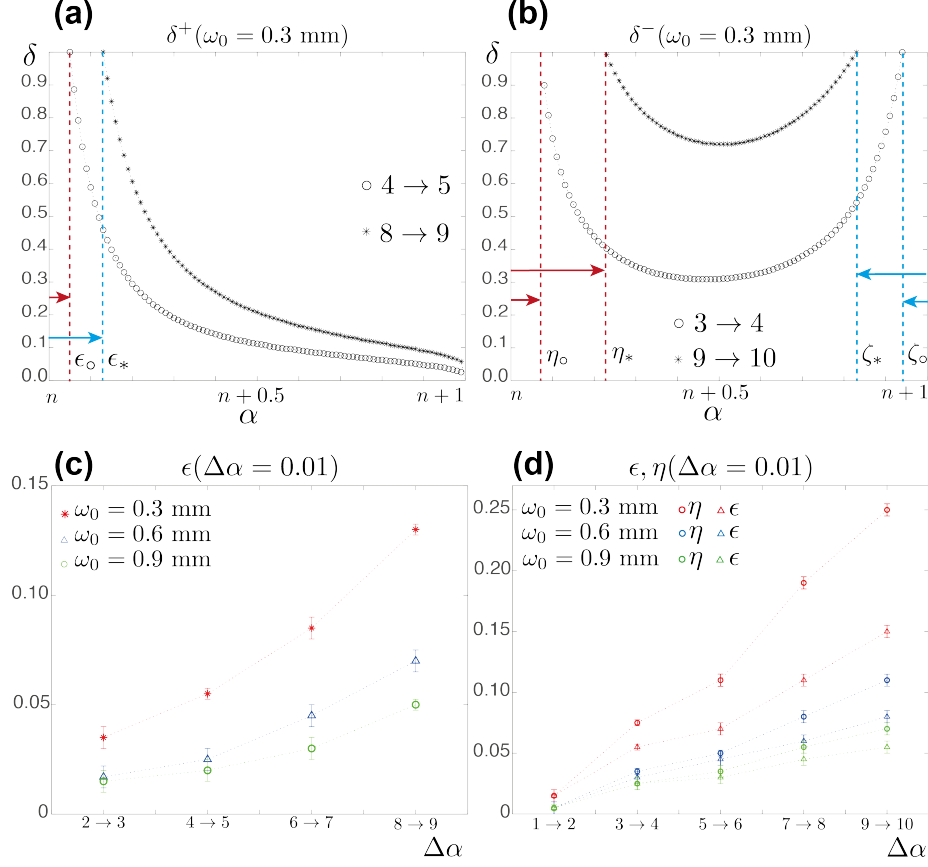 (a)
δ⁺(ω₀ = 0.3 mm)
δ
0.9
0.8
0.7
0.6
0.5
0.4
0.3
0.2
0.1
0.0
4 → 5
8 → 9
ϵ○ ϵ*
n n + 0.5 n + 1
α
(b)
δ⁻(ω₀ = 0.3 mm)
δ
0.9
0.8
0.7
0.6
0.5
0.4
0.3
0.2
0.1
0.0
3 → 4
9 → 10
η○ η* ζ* ζ○
n n + 0.5 n + 1
α
(c)
ϵ(Δα = 0.01)
0.15
0.10
0.05
0
ω₀ = 0.3 mm
ω₀ = 0.6 mm
ω₀ = 0.9 mm
2 → 3 4 → 5 6 → 7 8 → 9
Δα
(d)
ϵ, η(Δα = 0.01)
0.25
0.20
0.15
0.10
0.05
0
ω₀ = 0.3 mm η ϵ
ω₀ = 0.6 mm η ϵ
ω₀ = 0.9 mm η ϵ
1 → 2 3 → 4 5 → 6 7 → 8 9 → 10
Δα